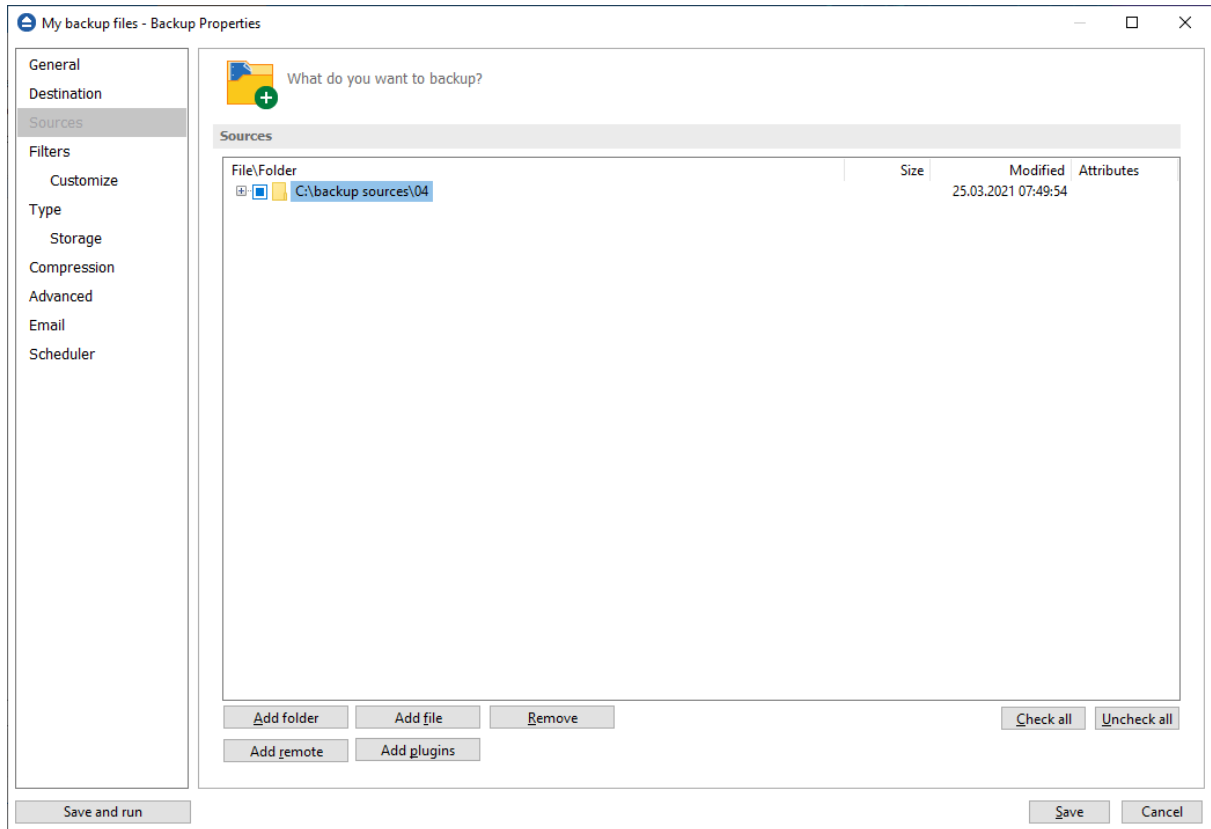 My backup files - Backup Properties
General
Destination
Sources
Filters
Customize
Type
Storage
Compression
Advanced
Email
Scheduler
What do you want to backup?
Sources
File\Folder Size Modified Attributes
C:\backup sources\04 25.03.2021 07:49:54
Add folder Add file Remove Check all Uncheck all
Add remote Add plugins
Save and run Save Cancel